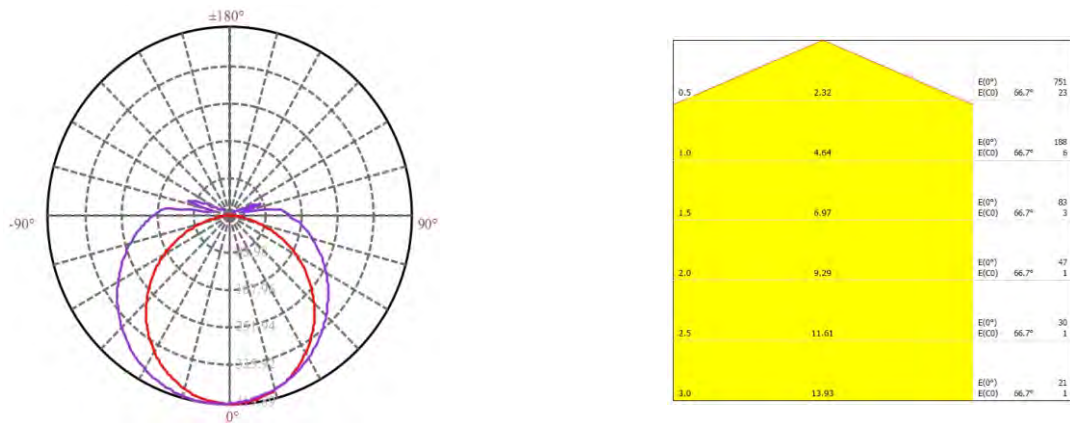 ±180°
-90°
90°
251.94
0°
0.5 2.32 E(0°) 751
E(C0) 66.7° 23
1.0 4.64 E(0°) 188
E(C0) 66.7° 6
1.5 6.97 E(0°) 83
E(C0) 66.7° 3
2.0 9.29 E(0°) 47
E(C0) 66.7° 1
2.5 11.61 E(0°) 30
E(C0) 66.7° 1
3.0 13.93 E(0°) 21
E(C0) 66.7° 1